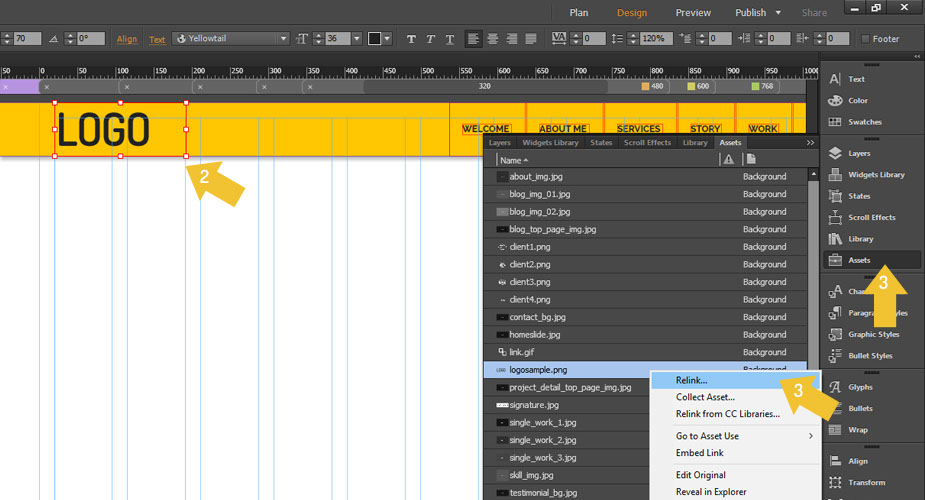 Plan Design Preview Publish Share
70 0° Align Text Yellowtail 36 T T T VA 0 120% 0 0 0 Footer
50 0 50 100 150 200 250 300 350 400 450 500 550 600 650 700 750 800 850 900 950 1000
320 480 600 768
LOGO
WELCOME ABOUT ME SERVICES STORY WORK
2
Layers Widgets Library States Scroll Effects Library Assets
Name
about_img.jpg Background
blog_img_01.jpg Background
blog_img_02.jpg Background
blog_top_page_img.jpg Background
client1.png Background
client2.png Background
client3.png Background
client4.png Background
contact_bg.jpg Background
homeslide.jpg Background
link.gif Background
logosample.png Background
project_detail_top_page_img.jpg
signature.jpg
single_work_1.jpg
single_work_2.jpg
single_work_3.jpg
skill_img.jpg
testimonial_bg.jpg
Relink...
Collect Asset...
Relink from CC Libraries...
Go to Asset Use
Embed Link
Edit Original
Reveal in Explorer
3
Text
Color
Swatches
Layers
Widgets Library
States
Scroll Effects
Library
Assets
3
Graphic Styles
Bullet Styles
Glyphs
Bullets
Wrap
Align
Transform